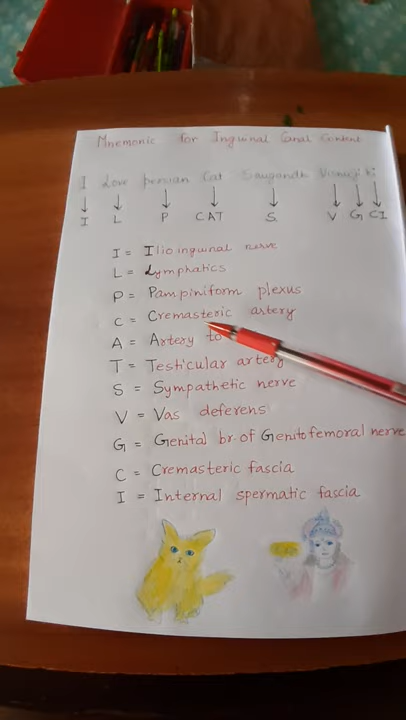 Mnemonic for Inguinal Canal Content
I Love persian Cat Saugandh
I L P CAT S V G CI
I = Ilioinguinal nerve
L = Lymphatics
P = Pampiniform plexus
C = Cremasteric artery
A = Artery to
T = Testicular artery
S = Sympathetic nerve
V = Vas deferens
G = Genital br. of Genitofemoral nerve
C = Cremasteric fascia
I = Internal spermatic fascia